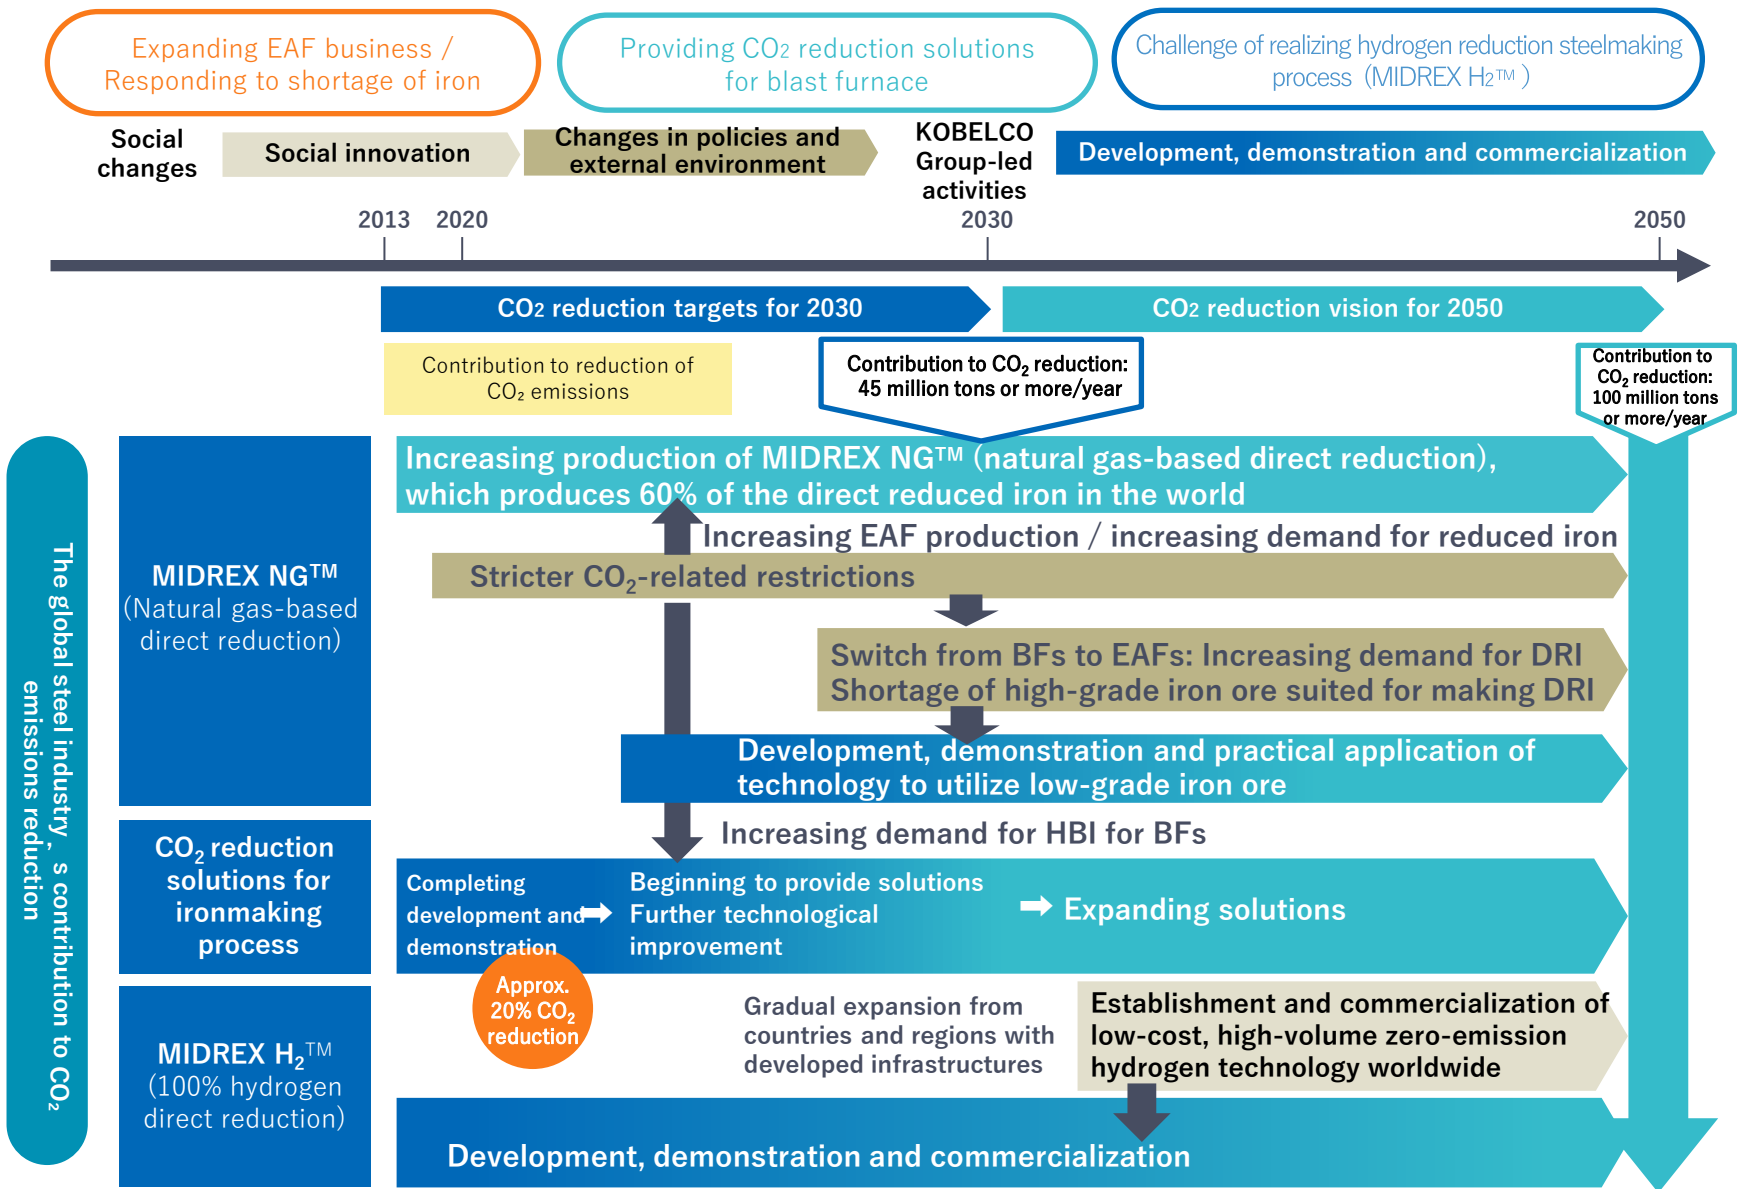 Expanding EAF business /
Responding to shortage of iron
Providing CO2 reduction solutions
for blast furnace
Challenge of realizing hydrogen reduction steelmaking
process (MIDREX H2™ )
Social
changes
Social innovation
Changes in policies and
external environment
KOBELCO
Group-led
activities
Development, demonstration and commercialization
2013
2020
2030
2050
CO2 reduction targets for 2030
CO2 reduction vision for 2050
Contribution to reduction of
CO₂ emissions
Contribution to CO₂ reduction:
45 million tons or more/year
Contribution to
CO₂ reduction:
100 million tons
or more/year
The global steel industry's contribution to CO₂
emissions reduction
MIDREX NG™
(Natural gas-based
direct reduction)
Increasing production of MIDREX NG™ (natural gas-based direct reduction),
which produces 60% of the direct reduced iron in the world
Increasing EAF production / increasing demand for reduced iron
Stricter CO₂-related restrictions
Switch from BFs to EAFs: Increasing demand for DRI
Shortage of high-grade iron ore suited for making DRI
Development, demonstration and practical application of
technology to utilize low-grade iron ore
Increasing demand for HBI for BFs
CO₂ reduction
solutions for
ironmaking
process
Completing
development and
demonstration
Beginning to provide solutions
Further technological
improvement
Expanding solutions
Approx.
20% CO₂
reduction
MIDREX H₂™
(100% hydrogen
direct reduction)
Gradual expansion from
countries and regions with
developed infrastructures
Establishment and commercialization of
low-cost, high-volume zero-emission
hydrogen technology worldwide
Development, demonstration and commercialization